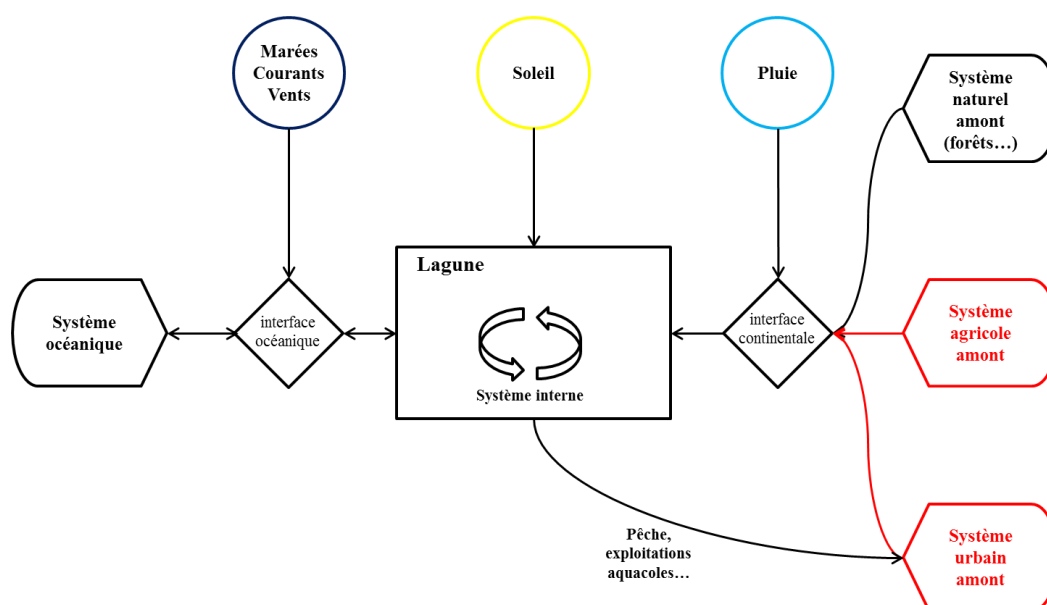 Marées
Courants
Vents
Soleil
Pluie
Système
naturel
amont
(forêts…)
Lagune
Système
océanique
interface
océanique
Système interne
interface
continentale
Système
agricole
amont
Pêche,
exploitations
aquacoles…
Système
urbain
amont